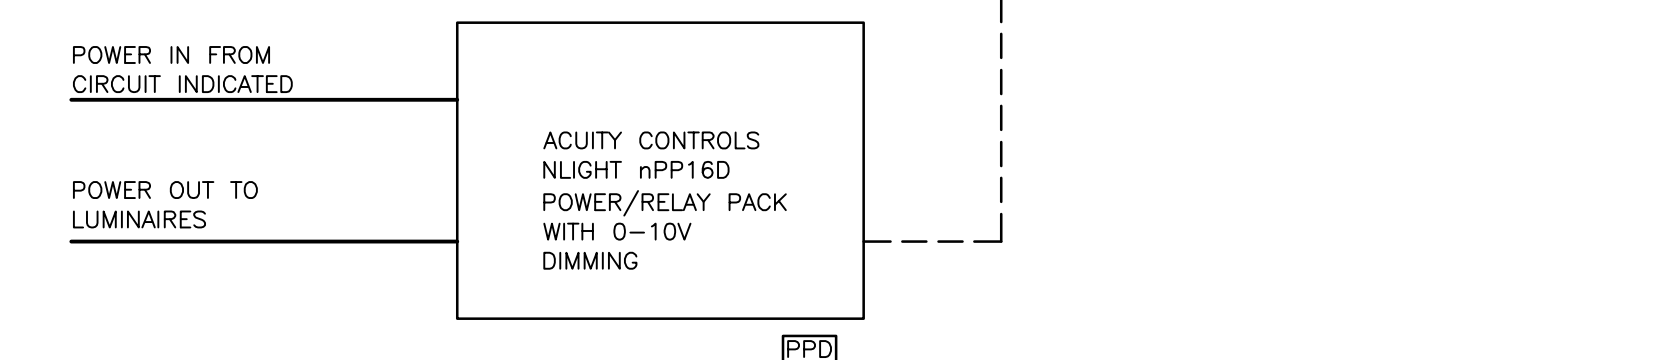 POWER IN FROM
CIRCUIT INDICATED
POWER OUT TO
LUMINAIRES
ACUITY CONTROLS
NLIGHT nPP16D
POWER/RELAY PACK
WITH 0-10V
DIMMING
PPD